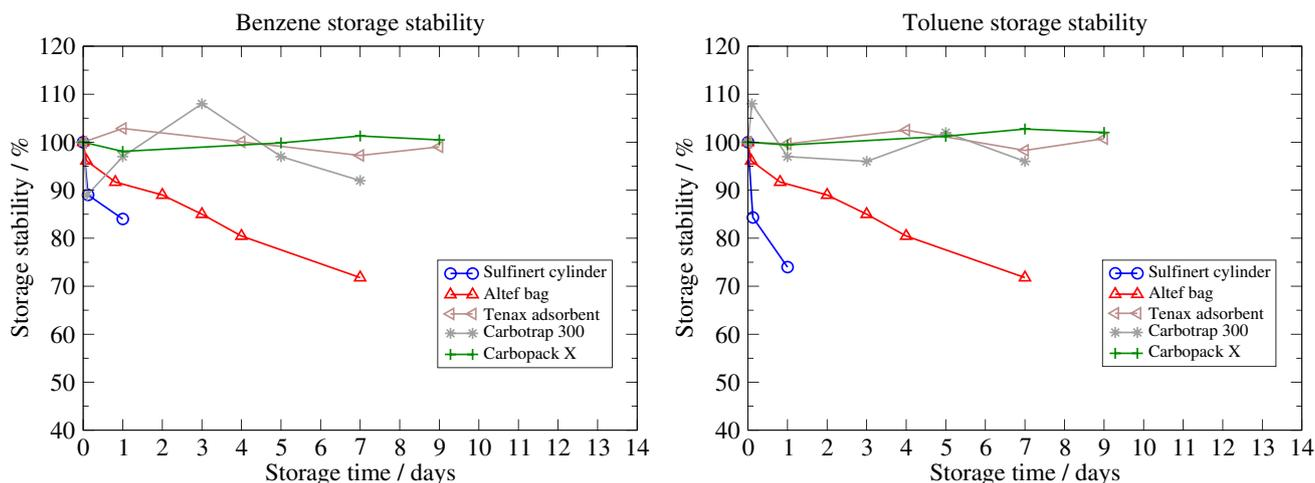 Benzene storage stability
120
110
100
90
80
70
60
50
40
Storage stability / %
0 1 2 3 4 5 6 7 8 9 10 11 12 13 14
Storage time / days
Sulfinert cylinder
Altef bag
Tenax adsorbent
Carbotrap 300
Carbopack X
Toluene storage stability
120
110
100
90
80
70
60
50
40
Storage stability / %
0 1 2 3 4 5 6 7 8 9 10 11 12 13 14
Storage time / days
Sulfinert cylinder
Altef bag
Tenax adsorbent
Carbotrap 300
Carbopack X